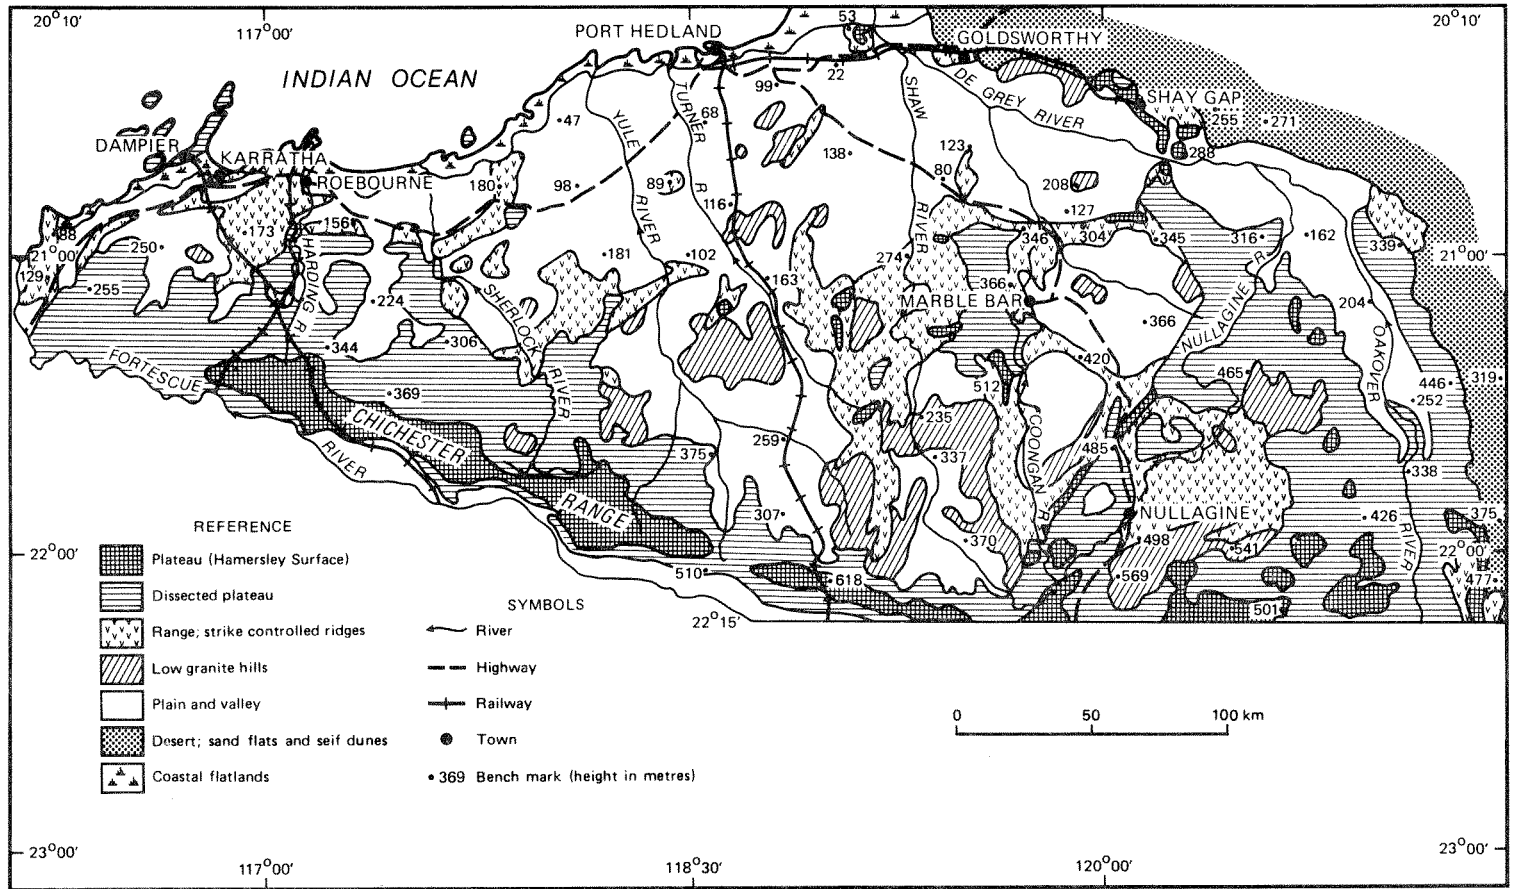 20°10'
117°00'
PORT HEDLAND
53
GOLDSWORTHY
20°10'
INDIAN OCEAN
22
99
DE GREY RIVER
SHAY GAP
DAMPIER
KARRATHA
ROEBOURNE
47
YULE
RIVER
TURNER
R
68
SHAW
RIVER
138
123
80
255
271
288
180
98
89
116
208
127
88
21°00'
129
250
173
156
HARDING R
181
102
163
274
346
304
345
316
162
339
21°00'
255
224
SHERLOCK
RIVER
366
MARBLE BAR
366
NULLAGINE R
204
OAKOVER
RIVER
344
306
FORTESCUE
RIVER
420
465
446
319
252
369
512
CHICHESTER
RANGE
235
COONGAN R
259
375
337
485
338
307
NULLAGINE
426
375
370
498
541
22°00'
22°00'
510
618
569
501
477
22°15'
REFERENCE
Plateau (Hamersley Surface)
Dissected plateau
Range; strike controlled ridges
Low granite hills
Plain and valley
Desert; sand flats and seif dunes
Coastal flatlands
SYMBOLS
River
Highway
Railway
Town
369 Bench mark (height in metres)
0 50 100 km
23°00'
23°00'
117°00'
118°30'
120°00'